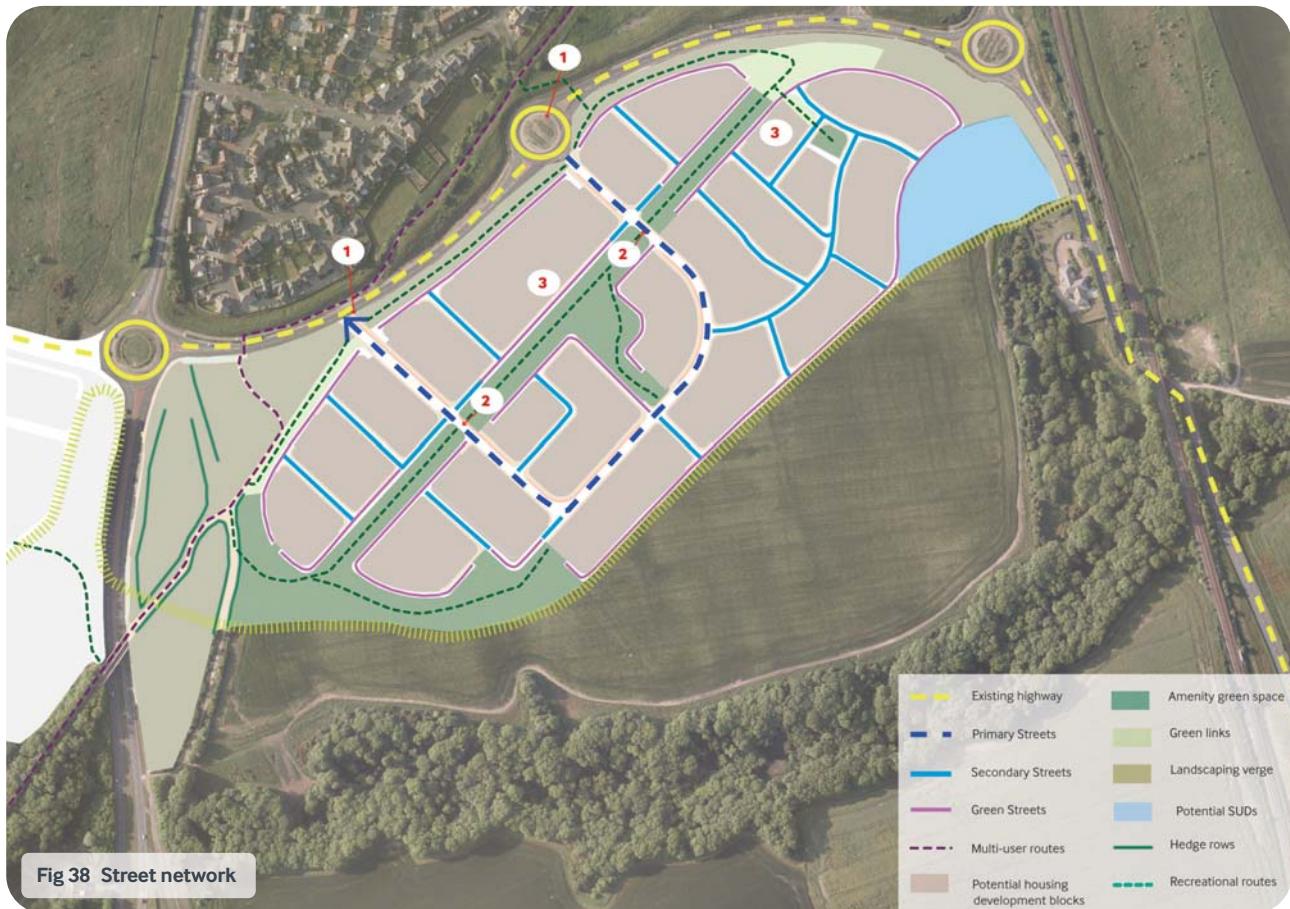 1
1
3
2
3
2
Existing highway
Primary Streets
Secondary Streets
Green Streets
Multi-user routes
Potential housing
development blocks
Amenity green space
Green links
Landscaping verge
Potential SUDs
Hedge rows
Recreational routes
Fig 38 Street network